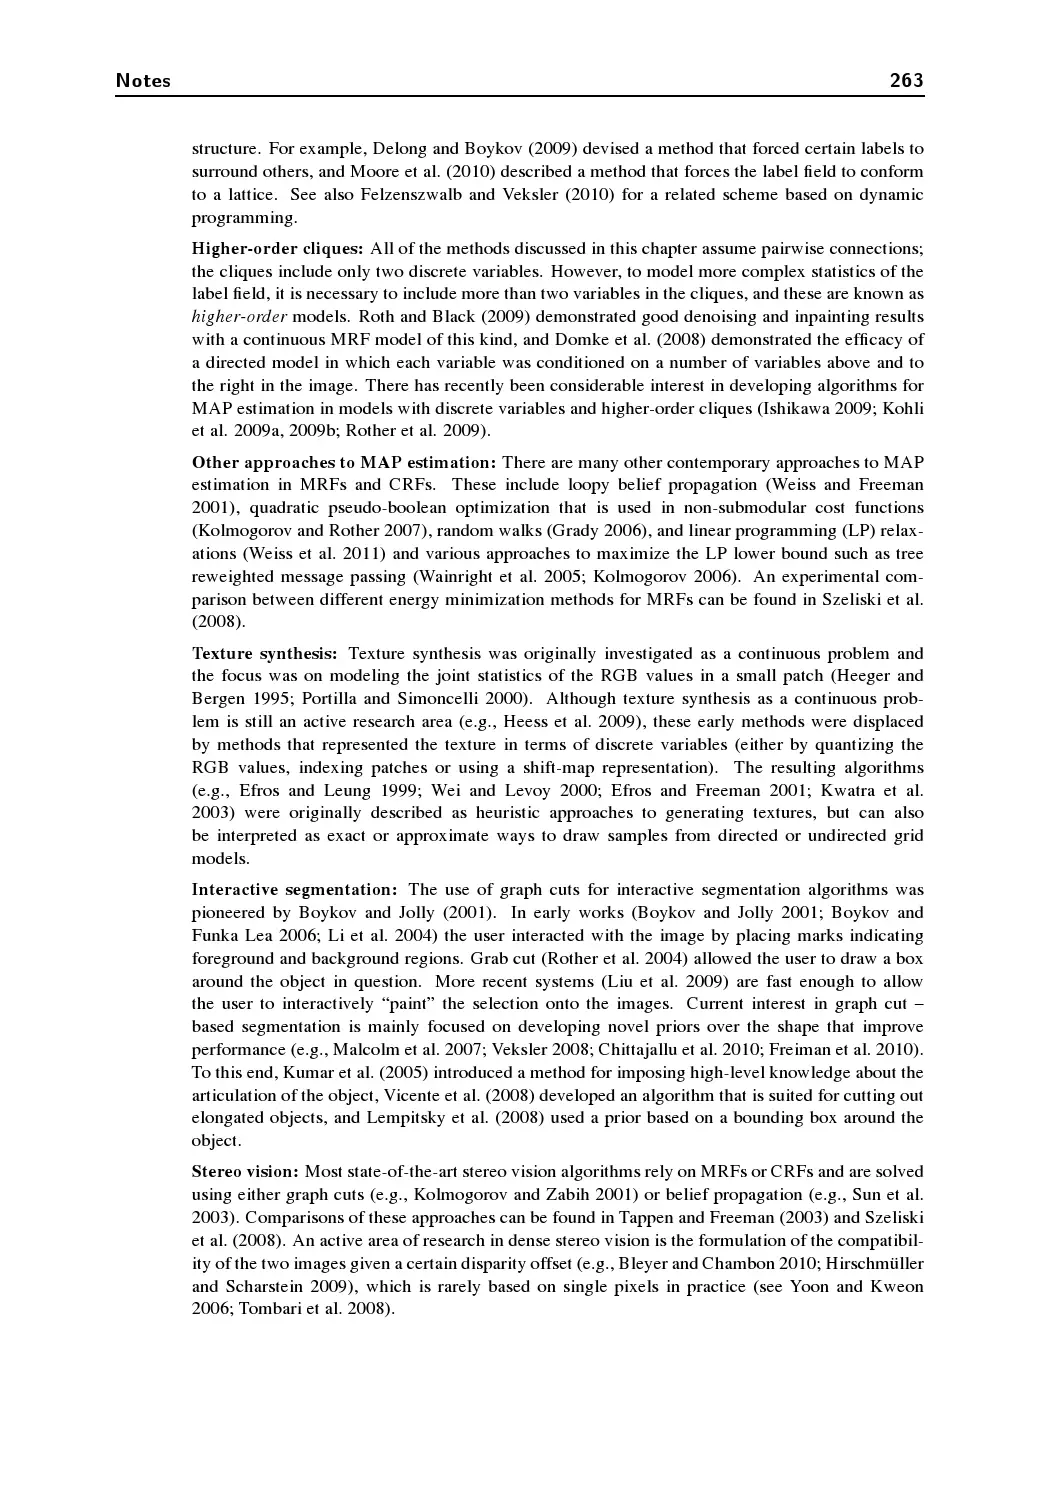 Notes 263
structure. For example, Delong and Boykov (2009) devised a method that forced certain labels to
surround others, and Moore et al. (2010) described a method that forces the label field to conform
to a lattice. See also Felzenszwalb and Veksler (2010) for a related scheme based on dynamic
programming.
Higher-order cliques: All of the methods discussed in this chapter assume pairwise connections;
the cliques include only two discrete variables. However, to model more complex statistics of the
label field, it is necessary to include more than two variables in the cliques, and these are known as
higher-order models. Roth and Black (2009) demonstrated good denoising and inpainting results
with a continuous MRF model of this kind, and Domke et al. (2008) demonstrated the efficacy of
a directed model in which each variable was conditioned on a number of variables above and to
the right in the image. There has recently been considerable interest in developing algorithms for
MAP estimation in models with discrete variables and higher-order cliques (Ishikawa 2009; Kohli
et al. 2009a, 2009b; Rother et al. 2009).
Other approaches to MAP estimation: There are many other contemporary approaches to MAP
estimation in MRFs and CRFs. These include loopy belief propagation (Weiss and Freeman
2001), quadratic pseudo-boolean optimization that is used in non-submodular cost functions
(Kolmogorov and Rother 2007), random walks (Grady 2006), and linear programming (LP) relax-
ations (Weiss et al. 2011) and various approaches to maximize the LP lower bound such as tree
reweighted message passing (Wainright et al. 2005; Kolmogorov 2006). An experimental com-
parison between different energy minimization methods for MRFs can be found in Szeliski et al.
(2008).
Texture synthesis: Texture synthesis was originally investigated as a continuous problem and
the focus was on modeling the joint statistics of the RGB values in a small patch (Heeger and
Bergen 1995; Portilla and Simoncelli 2000). Although texture synthesis as a continuous prob-
lem is still an active research area (e.g., Heess et al. 2009), these early methods were displaced
by methods that represented the texture in terms of discrete variables (either by quantizing the
RGB values, indexing patches or using a shift-map representation). The resulting algorithms
(e.g., Efros and Leung 1999; Wei and Levoy 2000; Efros and Freeman 2001; Kwatra et al.
2003) were originally described as heuristic approaches to generating textures, but can also
be interpreted as exact or approximate ways to draw samples from directed or undirected grid
models.
Interactive segmentation: The use of graph cuts for interactive segmentation algorithms was
pioneered by Boykov and Jolly (2001). In early works (Boykov and Jolly 2001; Boykov and
Funka Lea 2006; Li et al. 2004) the user interacted with the image by placing marks indicating
foreground and background regions. Grab cut (Rother et al. 2004) allowed the user to draw a box
around the object in question. More recent systems (Liu et al. 2009) are fast enough to allow
the user to interactively “paint” the selection onto the images. Current interest in graph cut –
based segmentation is mainly focused on developing novel priors over the shape that improve
performance (e.g., Malcolm et al. 2007; Veksler 2008; Chittajallu et al. 2010; Freiman et al. 2010).
To this end, Kumar et al. (2005) introduced a method for imposing high-level knowledge about the
articulation of the object, Vicente et al. (2008) developed an algorithm that is suited for cutting out
elongated objects, and Lempitsky et al. (2008) used a prior based on a bounding box around the
object.
Stereo vision: Most state-of-the-art stereo vision algorithms rely on MRFs or CRFs and are solved
using either graph cuts (e.g., Kolmogorov and Zabih 2001) or belief propagation (e.g., Sun et al.
2003). Comparisons of these approaches can be found in Tappen and Freeman (2003) and Szeliski
et al. (2008). An active area of research in dense stereo vision is the formulation of the compatibil-
ity of the two images given a certain disparity offset (e.g., Bleyer and Chambon 2010; Hirschmüller
and Scharstein 2009), which is rarely based on single pixels in practice (see Yoon and Kweon
2006; Tombari et al. 2008).